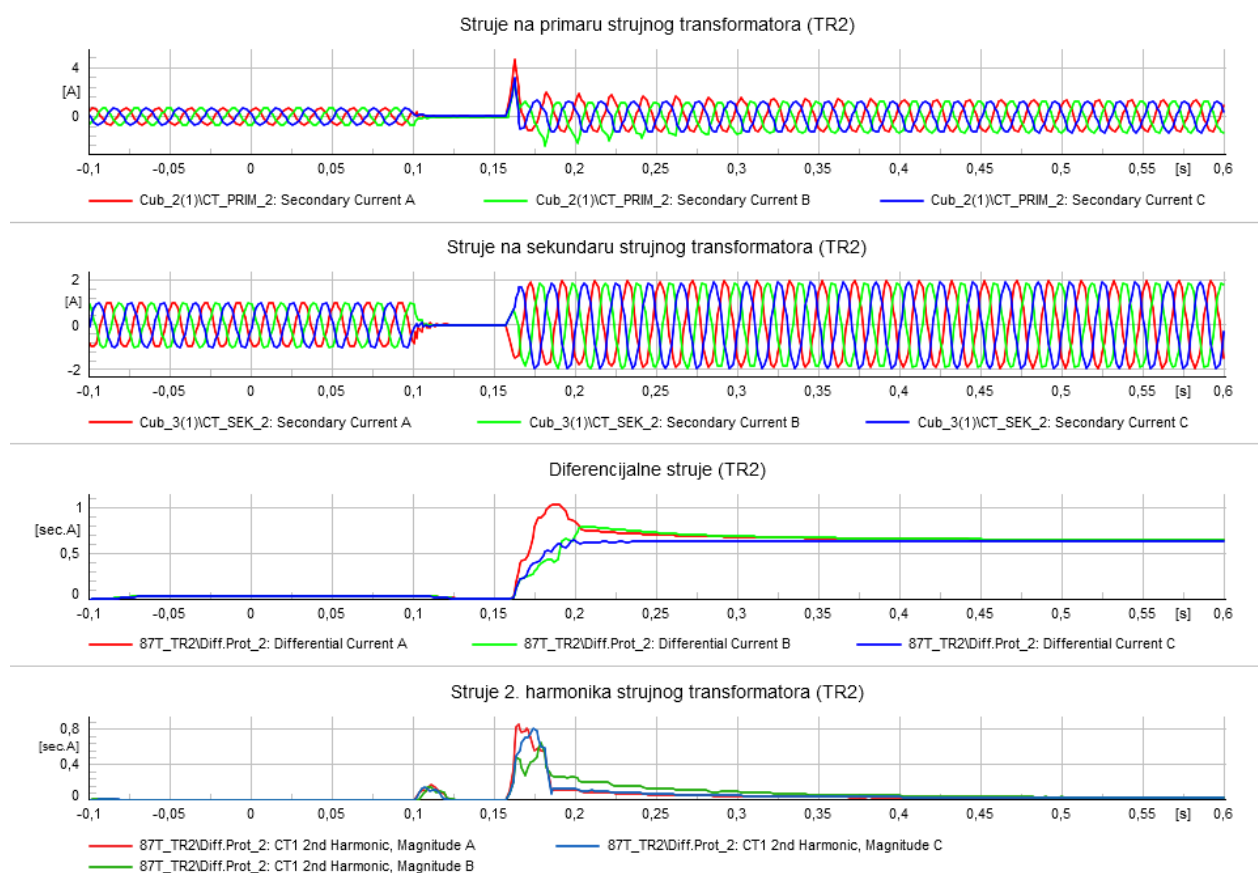 Struje na primaru strujnog transformatora (TR2)
4
[A]
0
-0,1 -0,05 0 0,05 0,1 0,15 0,2 0,25 0,3 0,35 0,4 0,45 0,5 [s] 0,6
Cub_2(1)\CT_PRIM_2: Secondary Current A Cub_2(1)\CT_PRIM_2: Secondary Current B Cub_2(1)\CT_PRIM_2: Secondary Current C
Struje na sekundaru strujnog transformatora (TR2)
2
[A]
0
-2
-0,1 -0,05 0 0,05 0,1 0,15 0,2 0,25 0,3 0,35 0,4 0,45 0,5 [s] 0,6
Cub_3(1)\CT_SEK_2: Secondary Current A Cub_3(1)\CT_SEK_2: Secondary Current B Cub_3(1)\CT_SEK_2: Secondary Current C
Diferencijalne struje (TR2)
1
[sec.A]
0,5
0
-0,1 -0,05 0 0,05 0,1 0,15 0,2 0,25 0,3 0,35 0,4 0,45 0,5 [s] 0,6
87T_TR2\Diff.Prot_2: Differential Current A 87T_TR2\Diff.Prot_2: Differential Current B 87T_TR2\Diff.Prot_2: Differential Current C
Struje 2. harmonika strujnog transformatora (TR2)
0,8
[sec.A]
0,4
0
-0,1 -0,05 0 0,05 0,1 0,15 0,2 0,25 0,3 0,35 0,4 0,45 0,5 [s] 0,6
87T_TR2\Diff.Prot_2: CT1 2nd Harmonic, Magnitude A 87T_TR2\Diff.Prot_2: CT1 2nd Harmonic, Magnitude C
87T_TR2\Diff.Prot_2: CT1 2nd Harmonic, Magnitude B